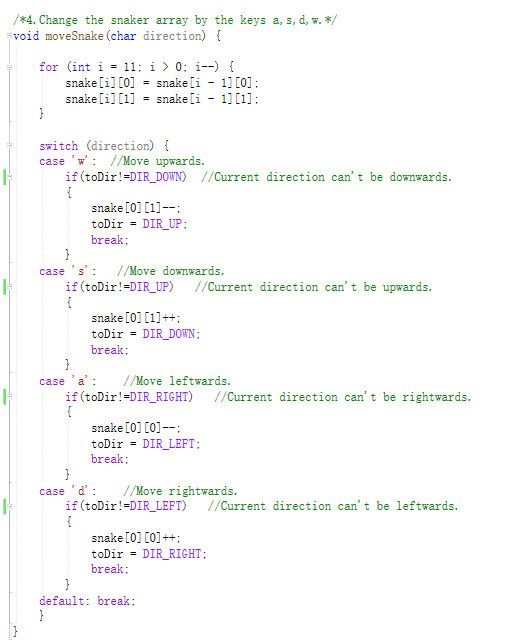 /*4.Change the snaker array by the keys a,s,d,w.*/
void moveSnake(char direction) {
for (int i = 11; i > 0; i--) {
snake[i][0] = snake[i - 1][0];
snake[i][1] = snake[i - 1][1];
}
switch (direction) {
case 'w': //Move upwards.
if(toDir!=DIR_DOWN) //Current direction can't be downwards.
{
snake[0][1]--;
toDir = DIR_UP;
break;
}
case 's': //Move downwards.
if(toDir!=DIR_UP) //Current direction can't be upwards.
{
snake[0][1]++;
toDir = DIR_DOWN;
break;
}
case 'a': //Move leftwards.
if(toDir!=DIR_RIGHT) //Current direction can't be rightwards.
{
snake[0][0]--;
toDir = DIR_LEFT;
break;
}
case 'd': //Move rightwards.
if(toDir!=DIR_LEFT) //Current direction can't be leftwards.
{
snake[0][0]++;
toDir = DIR_RIGHT;
break;
}
default: break;
}
}